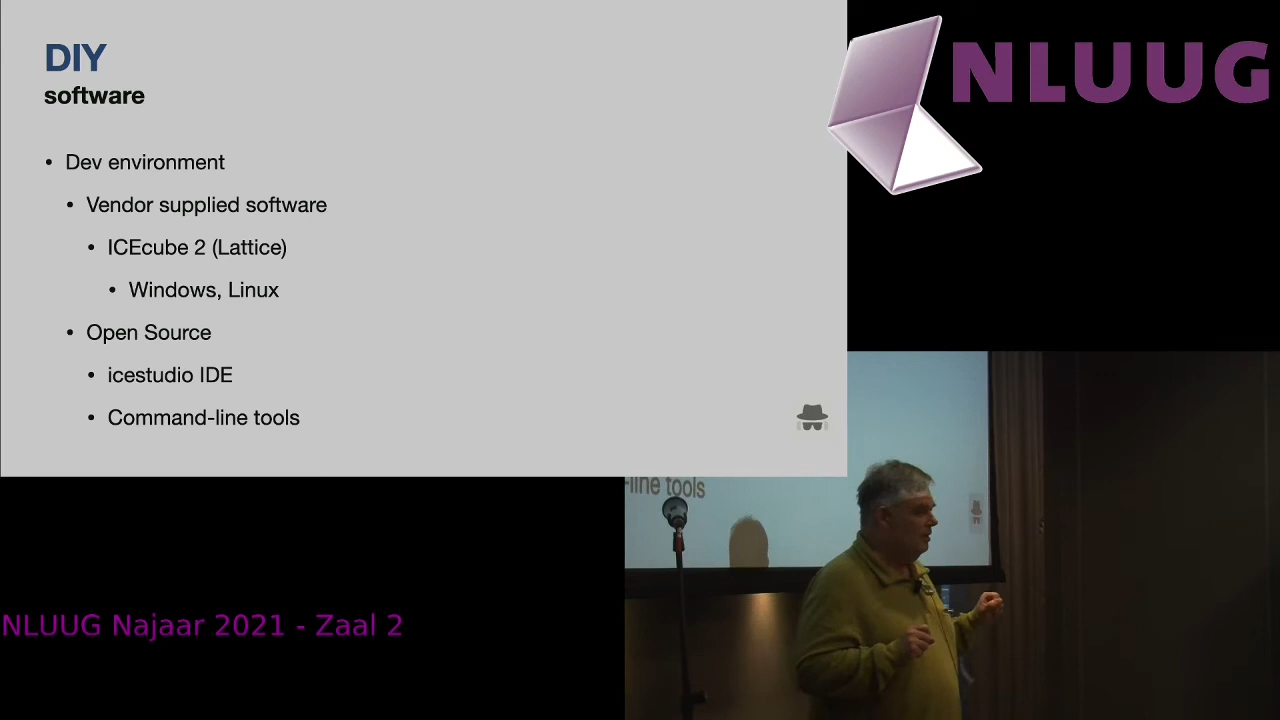 DIY
software
• Dev environment
• Vendor supplied software
• ICEcube 2 (Lattice)
• Windows, Linux
• Open Source
• icestudio IDE
• Command-line tools
NLUUG
-line tools
NLUUG Najaar 2021 - Zaal 2